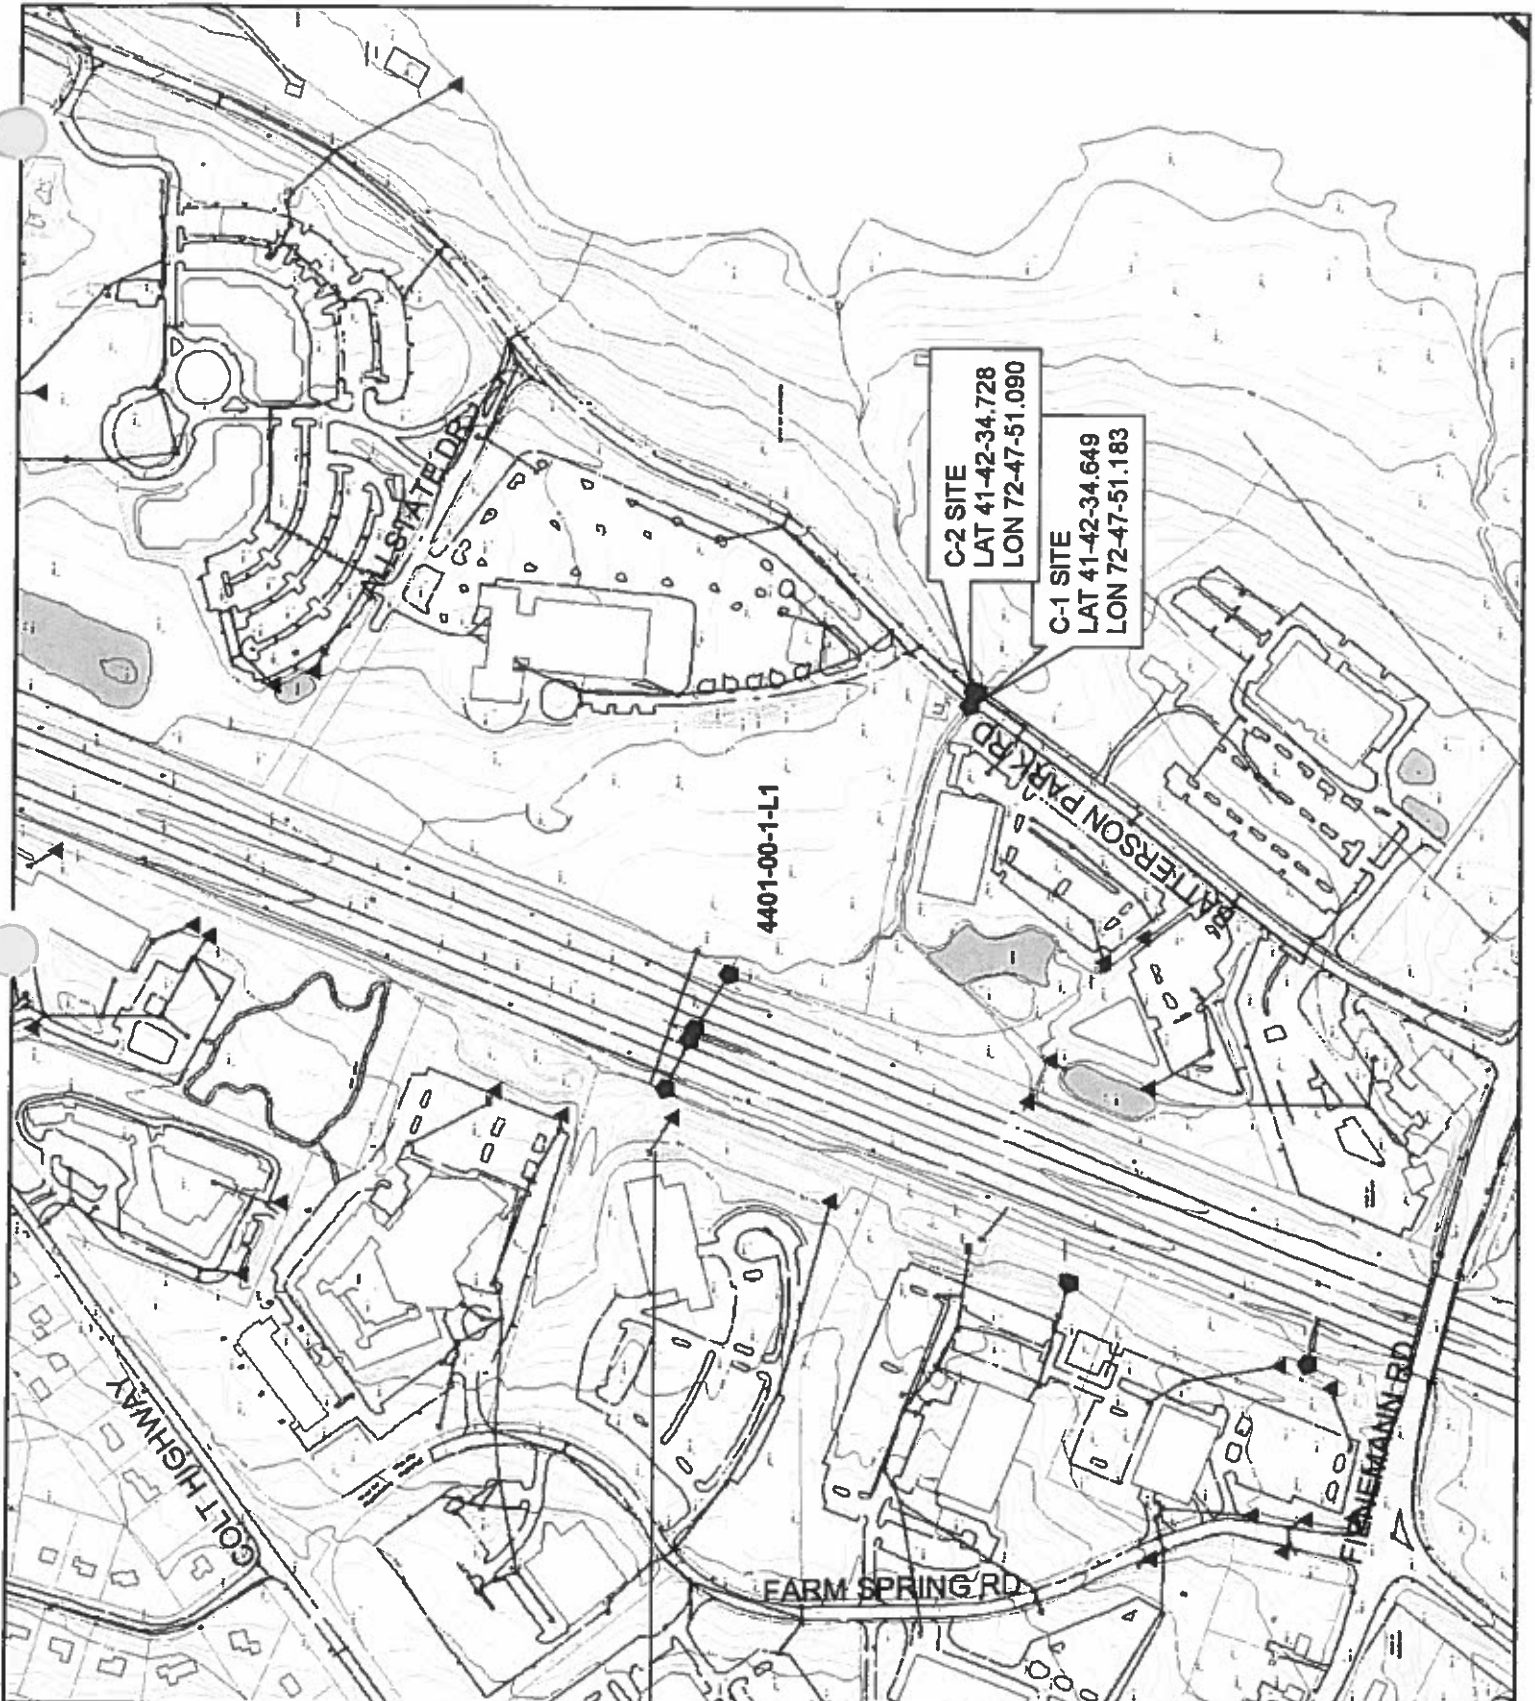 ALLSTATE DR
C-2 SITE
LAT 41-42-34.728
LON 72-47-51.090
C-1 SITE
LAT 41-42-34.649
LON 72-47-51.183
BATTERSON PARK RD
4401-00-1-L1
COLT HIGHWAY
FARM SPRING RD
FIENEMANN RD